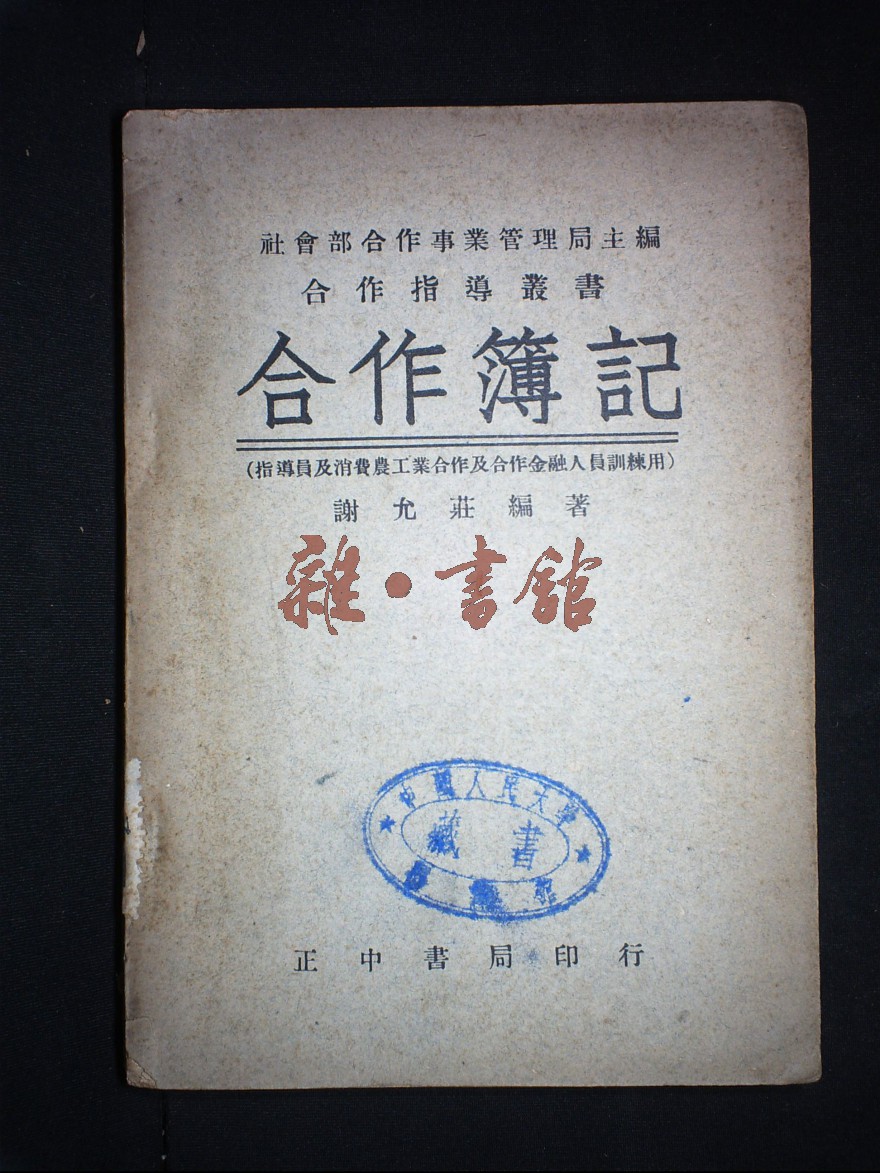 社會部合作事業管理局主編
合作指導叢書
合作簿記
(指導員及消費農工業合作及合作金融人員訓練用)
謝允莊編著
雜·書館
中國人民大學
藏書
正中書局印行